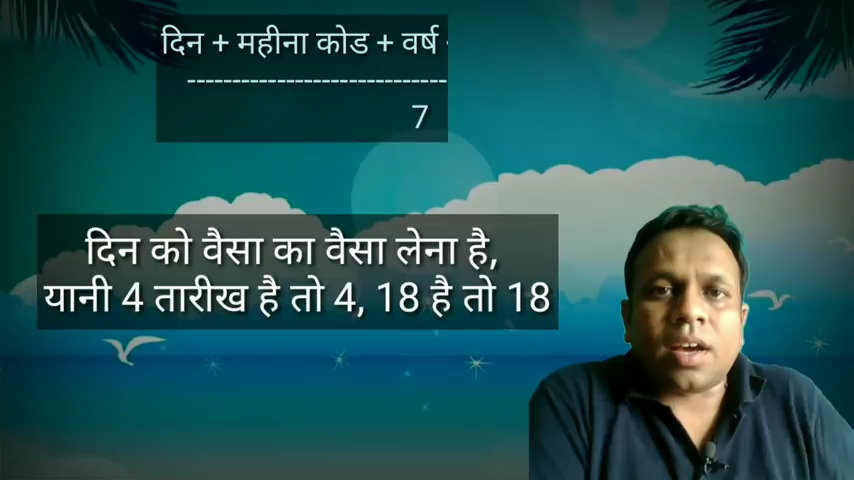 दिन + महीना कोड + वर्ष
----------------------------
7
दिन को वैसा का वैसा लेना है,
यानी 4 तारीख है तो 4, 18 है तो 18